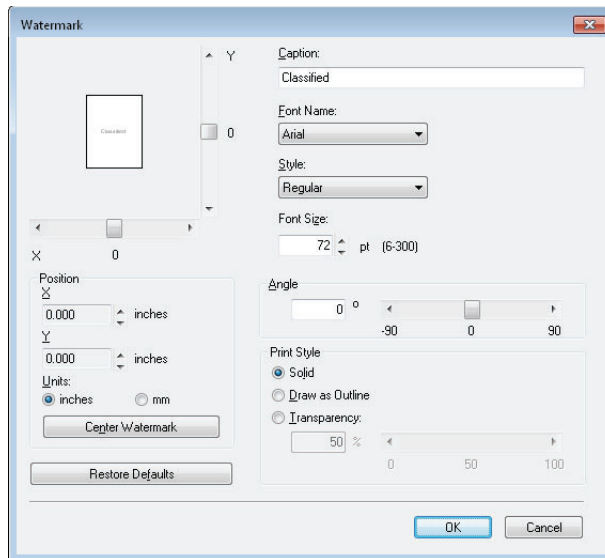 Watermark
Y
0
X 0
Classified
Position
X
0.000 inches
Y
0.000 inches
Units:
inches mm
Center Watermark
Restore Defaults
Caption:
Classified
Font Name:
Arial
Style:
Regular
Font Size:
72 pt (6-300)
Angle
0 °
-90 0 90
Print Style
Solid
Draw as Outline
Transparency:
50 %
0 50 100
OK Cancel